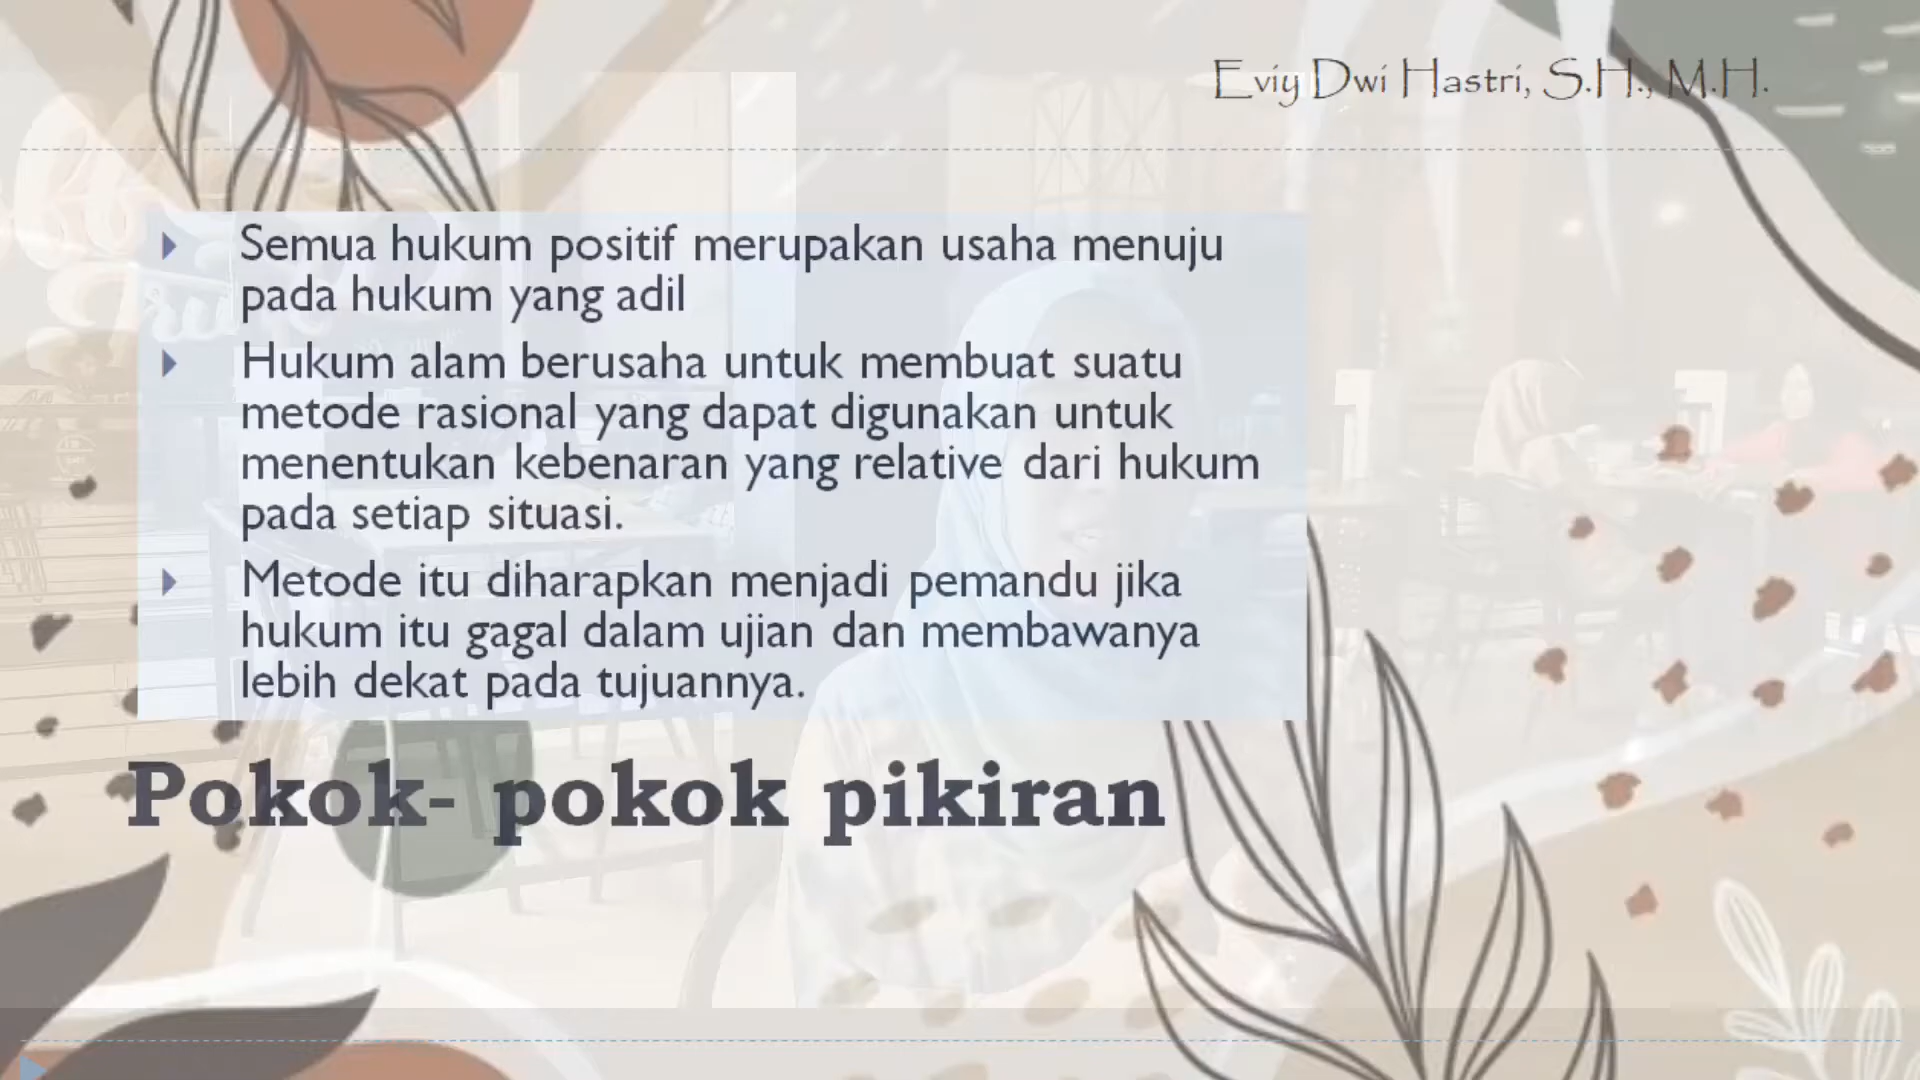 Eviy Dwi Hastri, S.H., M.H.
Semua hukum positif merupakan usaha menuju
pada hukum yang adil
Hukum alam berusaha untuk membuat suatu
metode rasional yang dapat digunakan untuk
menentukan kebenaran yang relative dari hukum
pada setiap situasi.
Metode itu diharapkan menjadi pemandu jika
hukum itu gagal dalam ujian dan membawanya
lebih dekat pada tujuannya.
Pokok- pokok pikiran